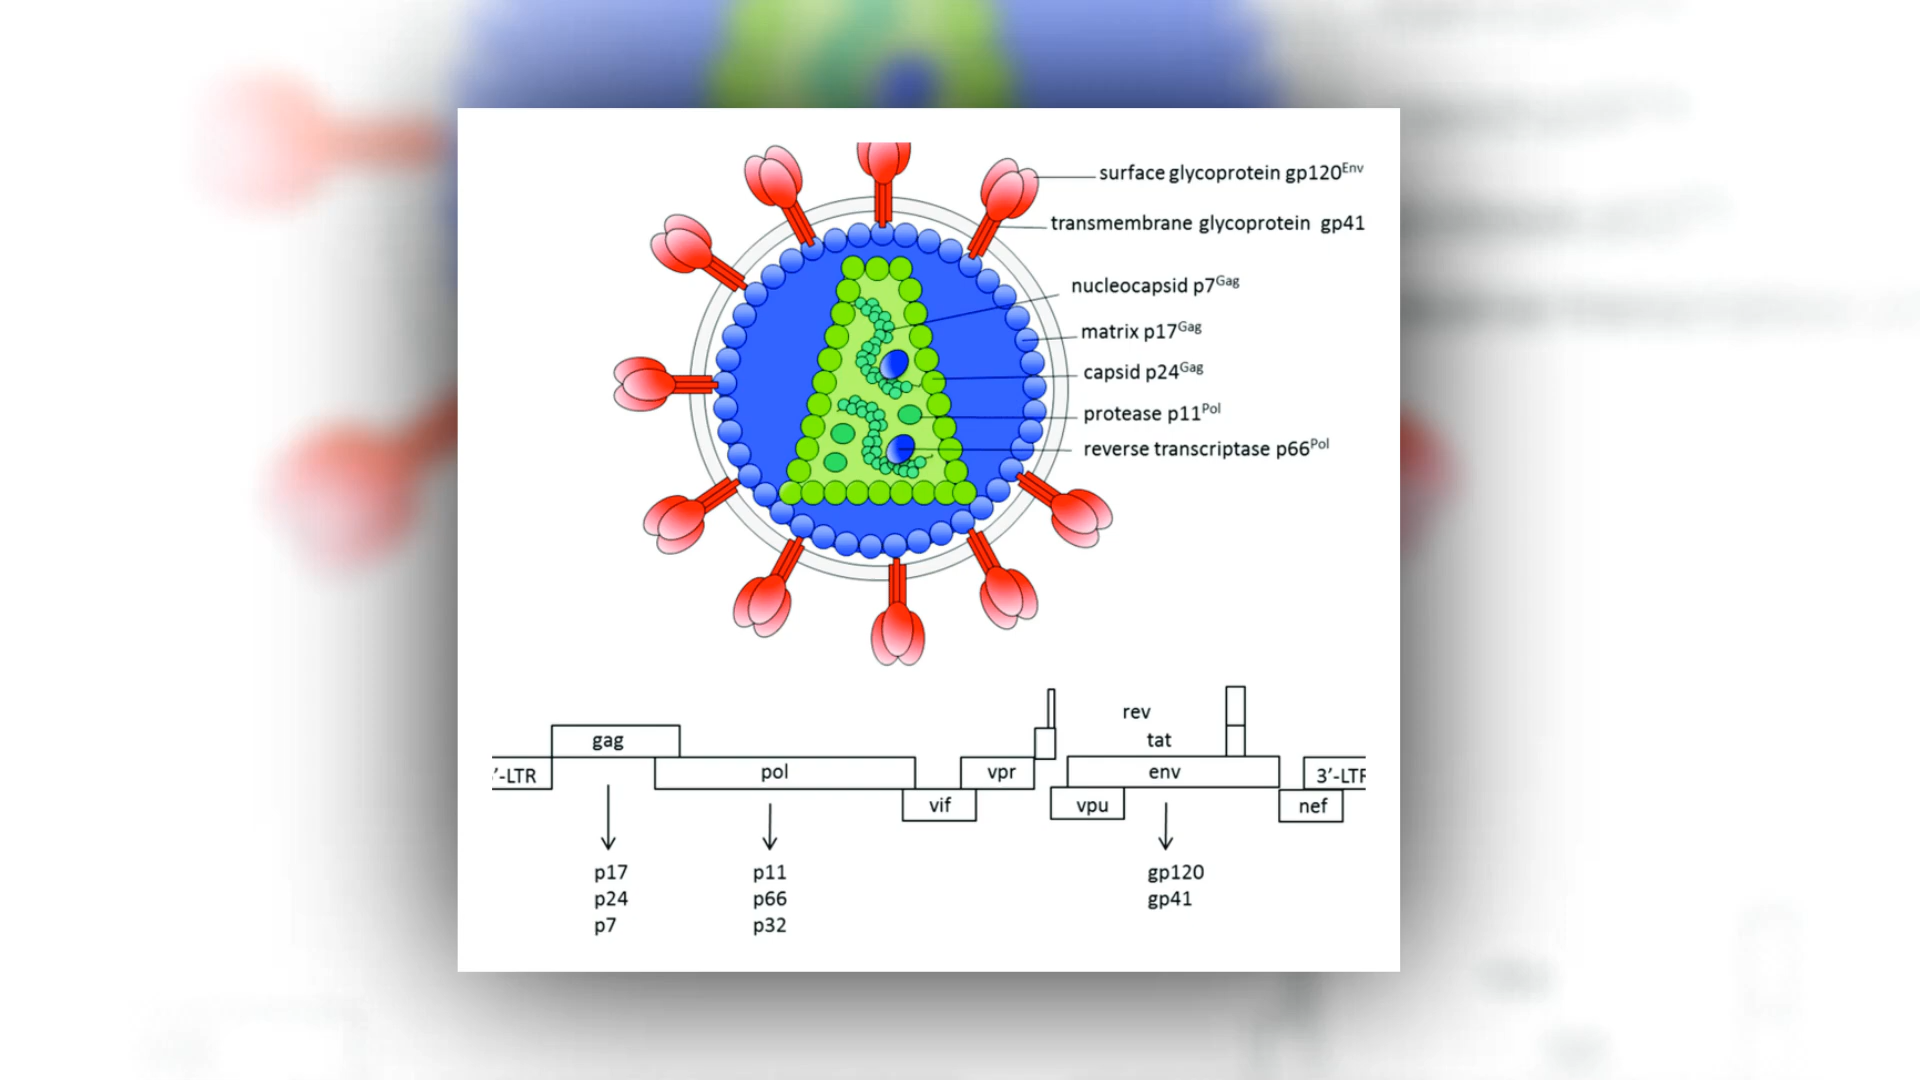 surface glycoprotein gp120Env
transmembrane glycoprotein gp41
nucleocapsid p7Gag
matrix p17Gag
capsid p24Gag
protease p11Pol
reverse transcriptase p66Pol
rev
gag
tat
'-LTR
pol
vpr
env
3'-LTR
vif
vpu
nef
p17
p11
gp120
p24
p66
gp41
p7
p32